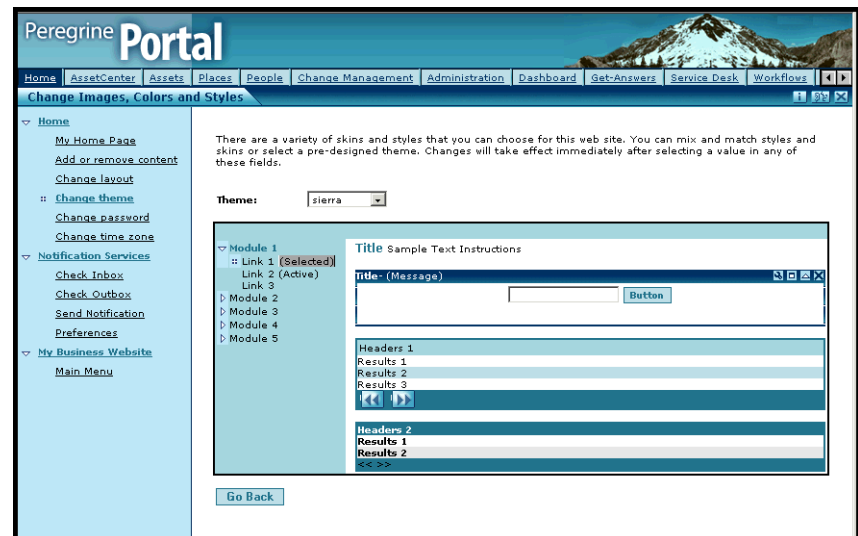 Peregrine Portal
Home AssetCenter Assets Places People Change Management Administration Dashboard Get-Answers Service Desk Workflows
Change Images, Colors and Styles
Home
My Home Page
Add or remove content
Change layout
Change theme
Change password
Change time zone
Notification Services
Check Inbox
Check Outbox
Send Notification
Preferences
My Business Website
Main Menu
There are a variety of skins and styles that you can choose for this web site. You can mix and match styles and
skins or select a pre-designed theme. Changes will take effect immediately after selecting a value in any of
these fields.
Theme: sierra
Module 1
Link 1 (Selected)
Link 2 (Active)
Link 3
Module 2
Module 3
Module 4
Module 5
Title Sample Text Instructions
Title- (Message)
Button
Headers 1
Results 1
Results 2
Results 3
Headers 2
Results 1
Results 2
<< >>
Go Back